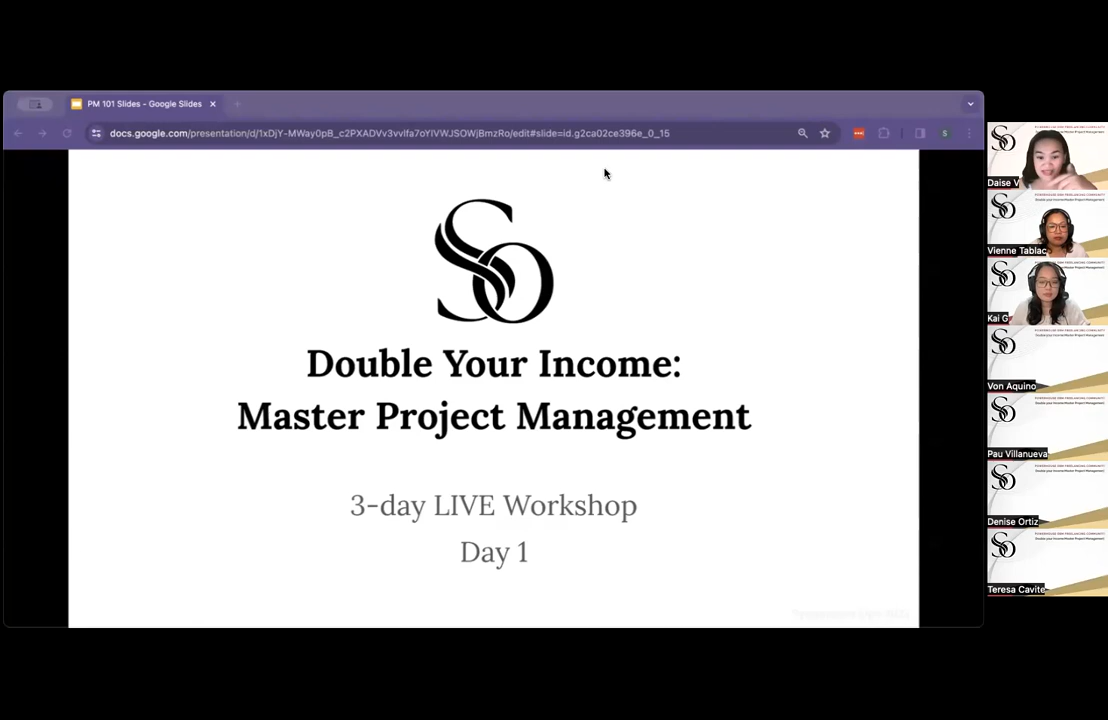 PM 101 Slides - Google Slides
docs.google.com/presentation/d/1xDjY-MWay0pB_c2PXADVv3vvlfa7oYlVWJSOWjBmzRo/edit#slide=id.g2ca02ce396e_0_15
S
SO
Double Your Income:
Master Project Management
3-day LIVE Workshop
Day 1
Daise V
Vienne Tablac
Kai G
Von Aquino
Pau Villanueva
Denise Ortiz
Teresa Cavite